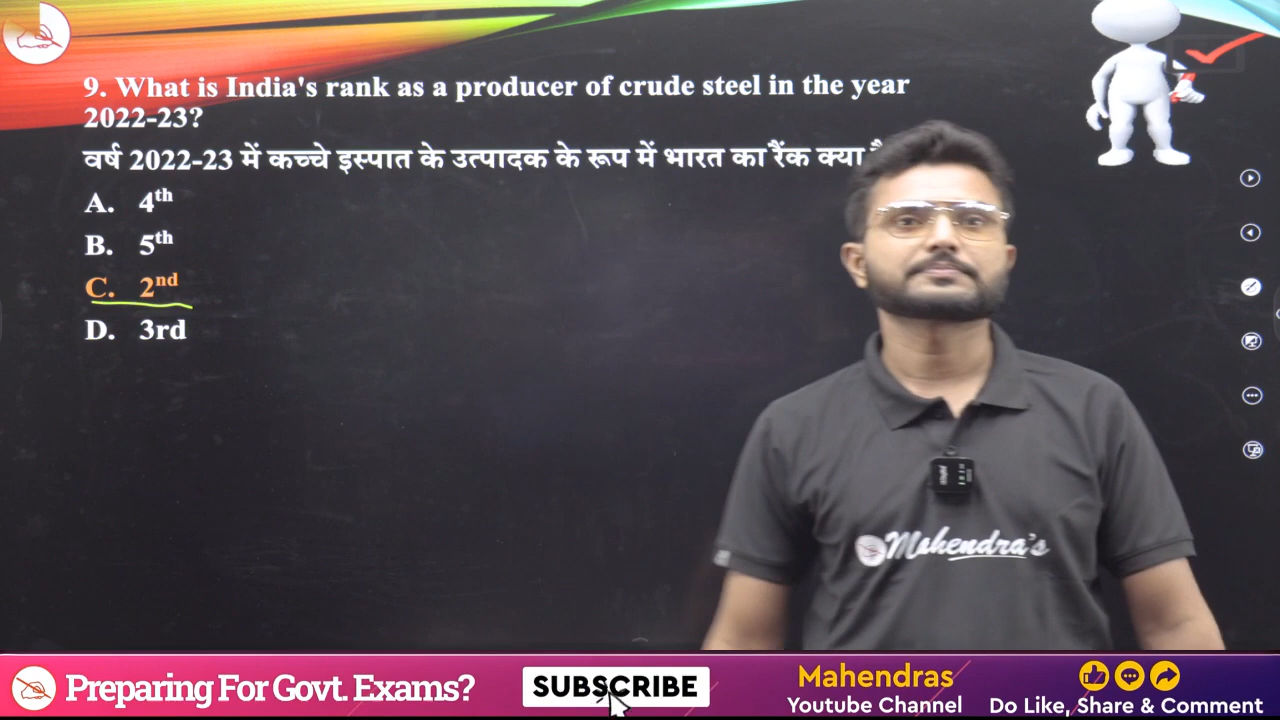 9. What is India's rank as a producer of crude steel in the year
2022-23?
वर्ष 2022-23 में कच्चे इस्पात के उत्पादक के रूप में भारत का रैंक क्या
A. 4th
B. 5th
C. 2nd
D. 3rd
Mahendra's
Preparing For Govt. Exams?
SUBSCRIBE
Mahendras
Youtube Channel
Do Like, Share & Comment